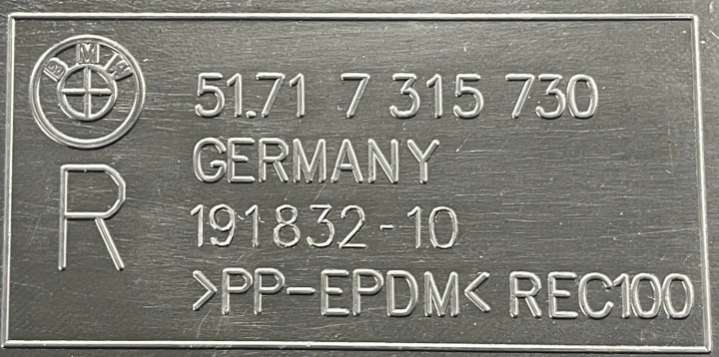 BMW
51.71 7 315 730
GERMANY
R
191832-10
>PP-EPDM< REC100